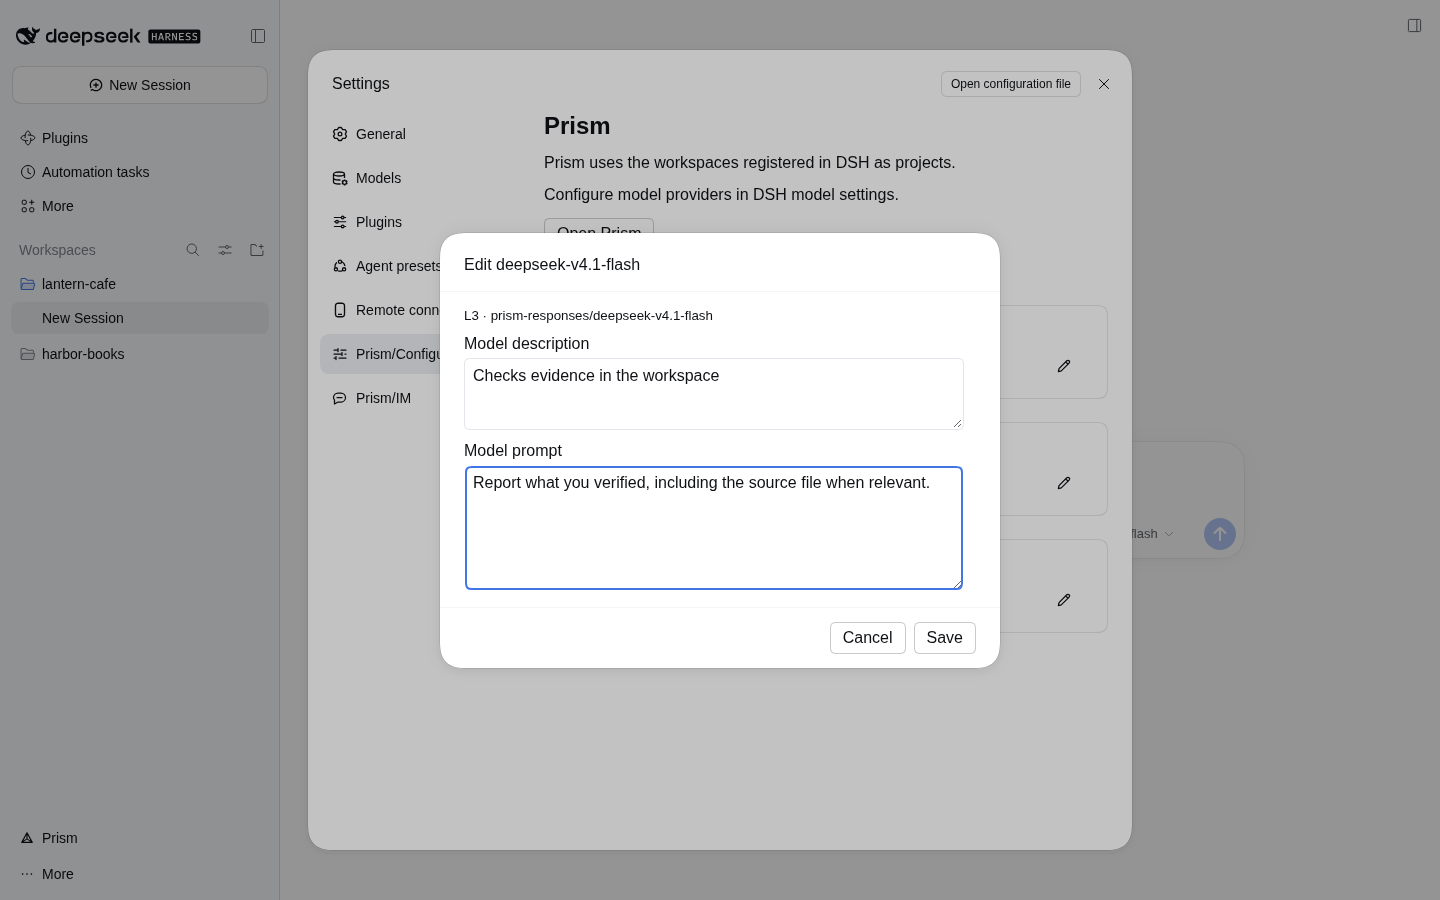 deepseek HARNESS
New Session
Plugins
Automation tasks
More
Workspaces
lantern-cafe
New Session
harbor-books
Prism
More
Settings
Open configuration file
General
Models
Plugins
Agent presets
Remote conn
Prism/Configu
Prism/IM
Prism
Prism uses the workspaces registered in DSH as projects.
Configure model providers in DSH model settings.
Open Prism
Edit deepseek-v4.1-flash
L3 · prism-responses/deepseek-v4.1-flash
Model description
Checks evidence in the workspace
Model prompt
Report what you verified, including the source file when relevant.
Cancel
Save
flash